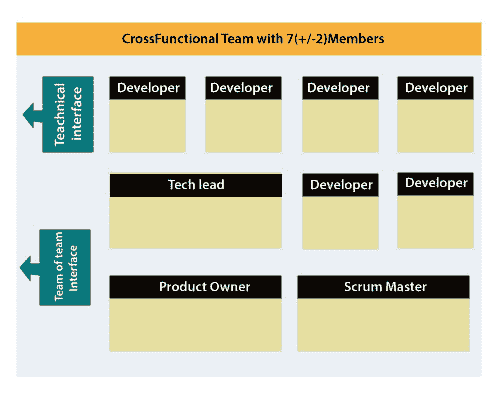 CrossFunctional Team with 7(+/-2)Members
Teachnical
interface
Developer
Developer
Developer
Developer
Tech lead
Developer
Developer
Team of team
Interface
Product Owner
Scrum Master